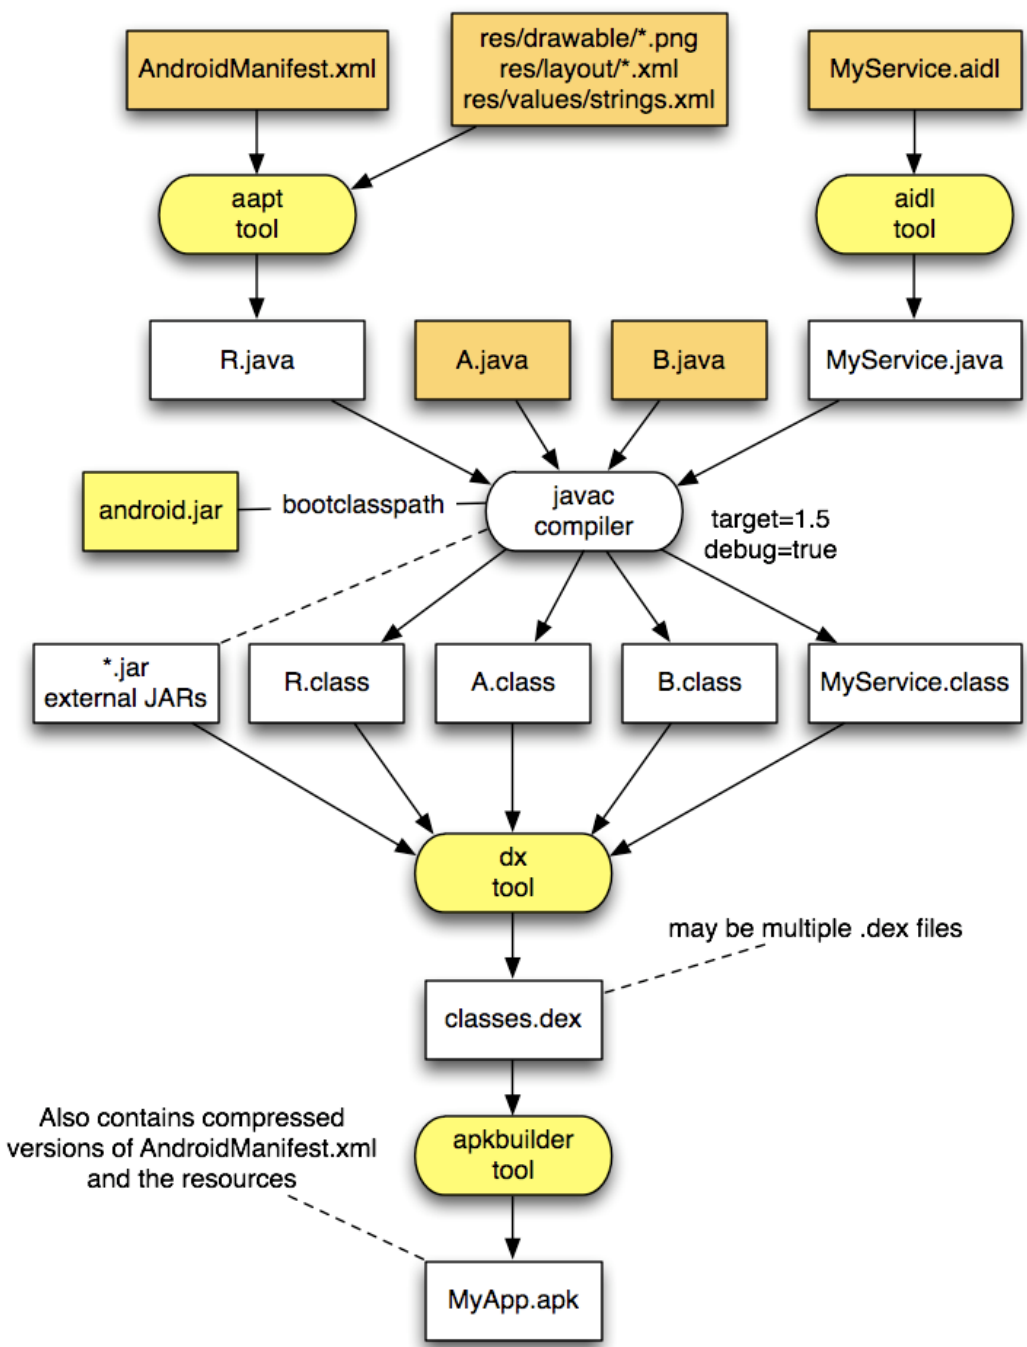 AndroidManifest.xml
res/drawable/*.png
res/layout/*.xml
res/values/strings.xml
MyService.aidl
aapt
tool
aidl
tool
R.java
A.java
B.java
MyService.java
android.jar
bootclasspath
javac
compiler
target=1.5
debug=true
*.jar
external JARs
R.class
A.class
B.class
MyService.class
dx
tool
may be multiple .dex files
classes.dex
Also contains compressed
versions of AndroidManifest.xml
and the resources
apkbuilder
tool
MyApp.apk